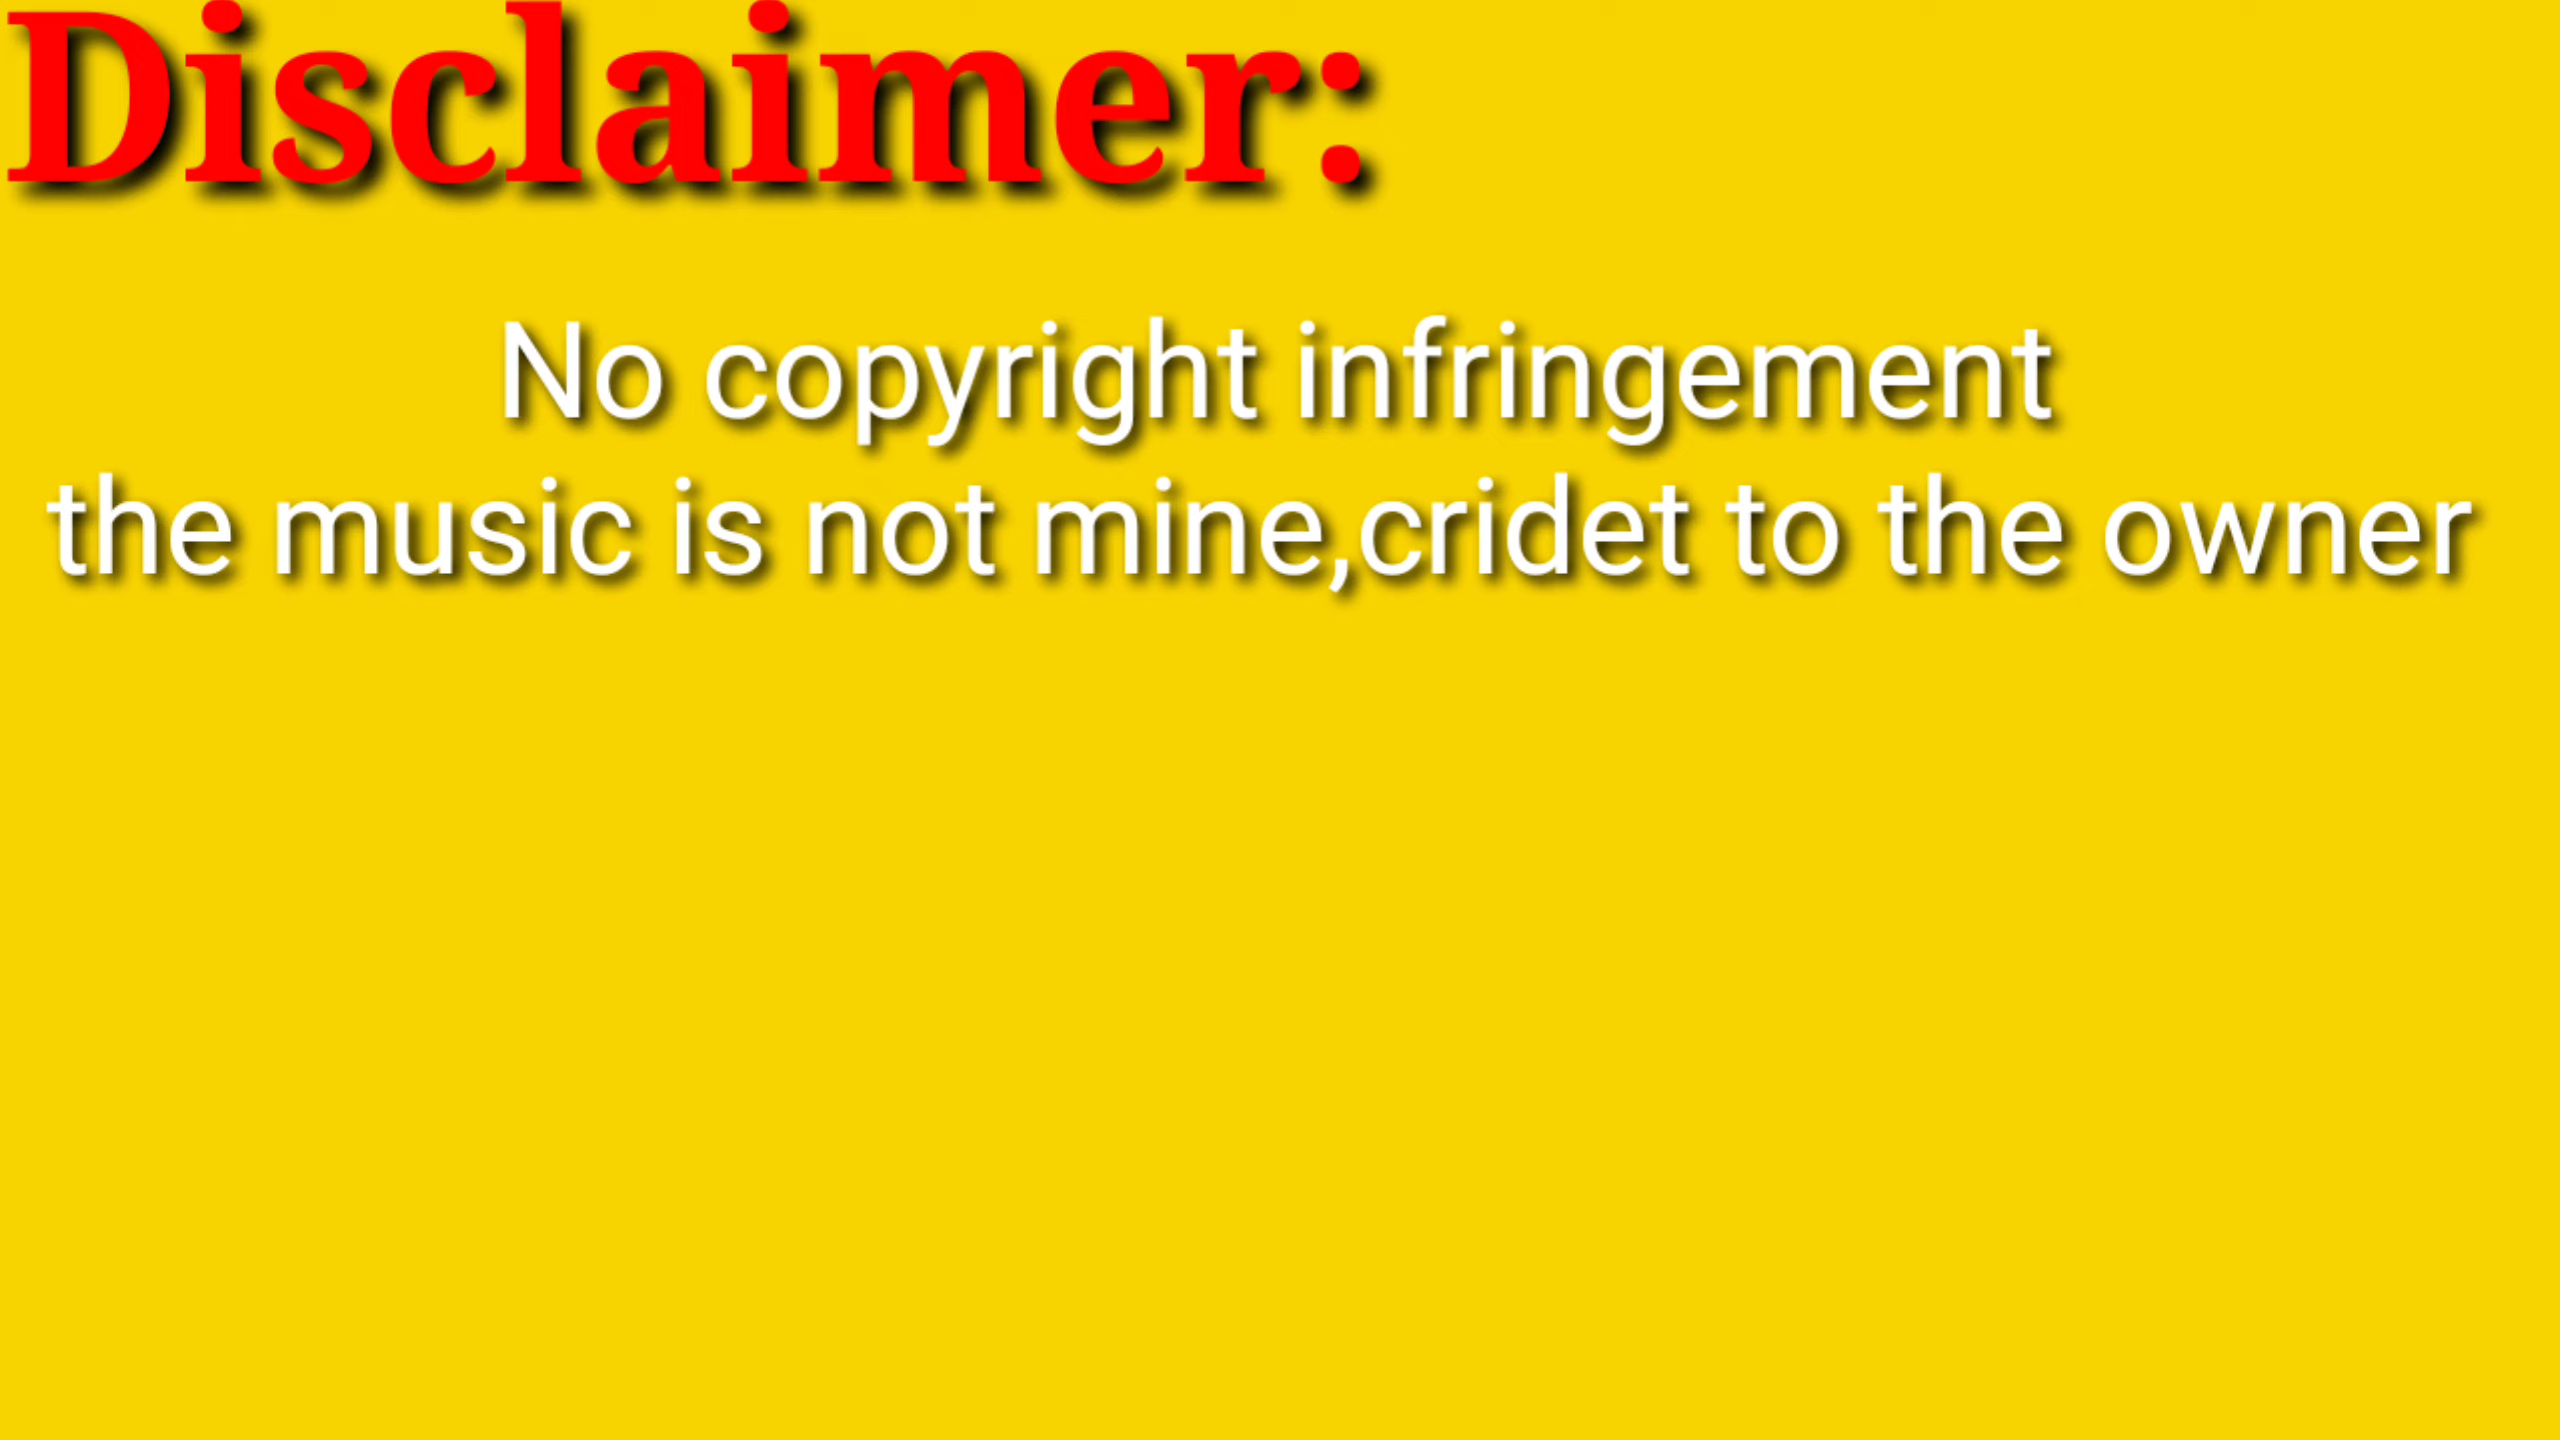 Disclaimer:
No copyright infringement
the music is not mine,cridet to the owner